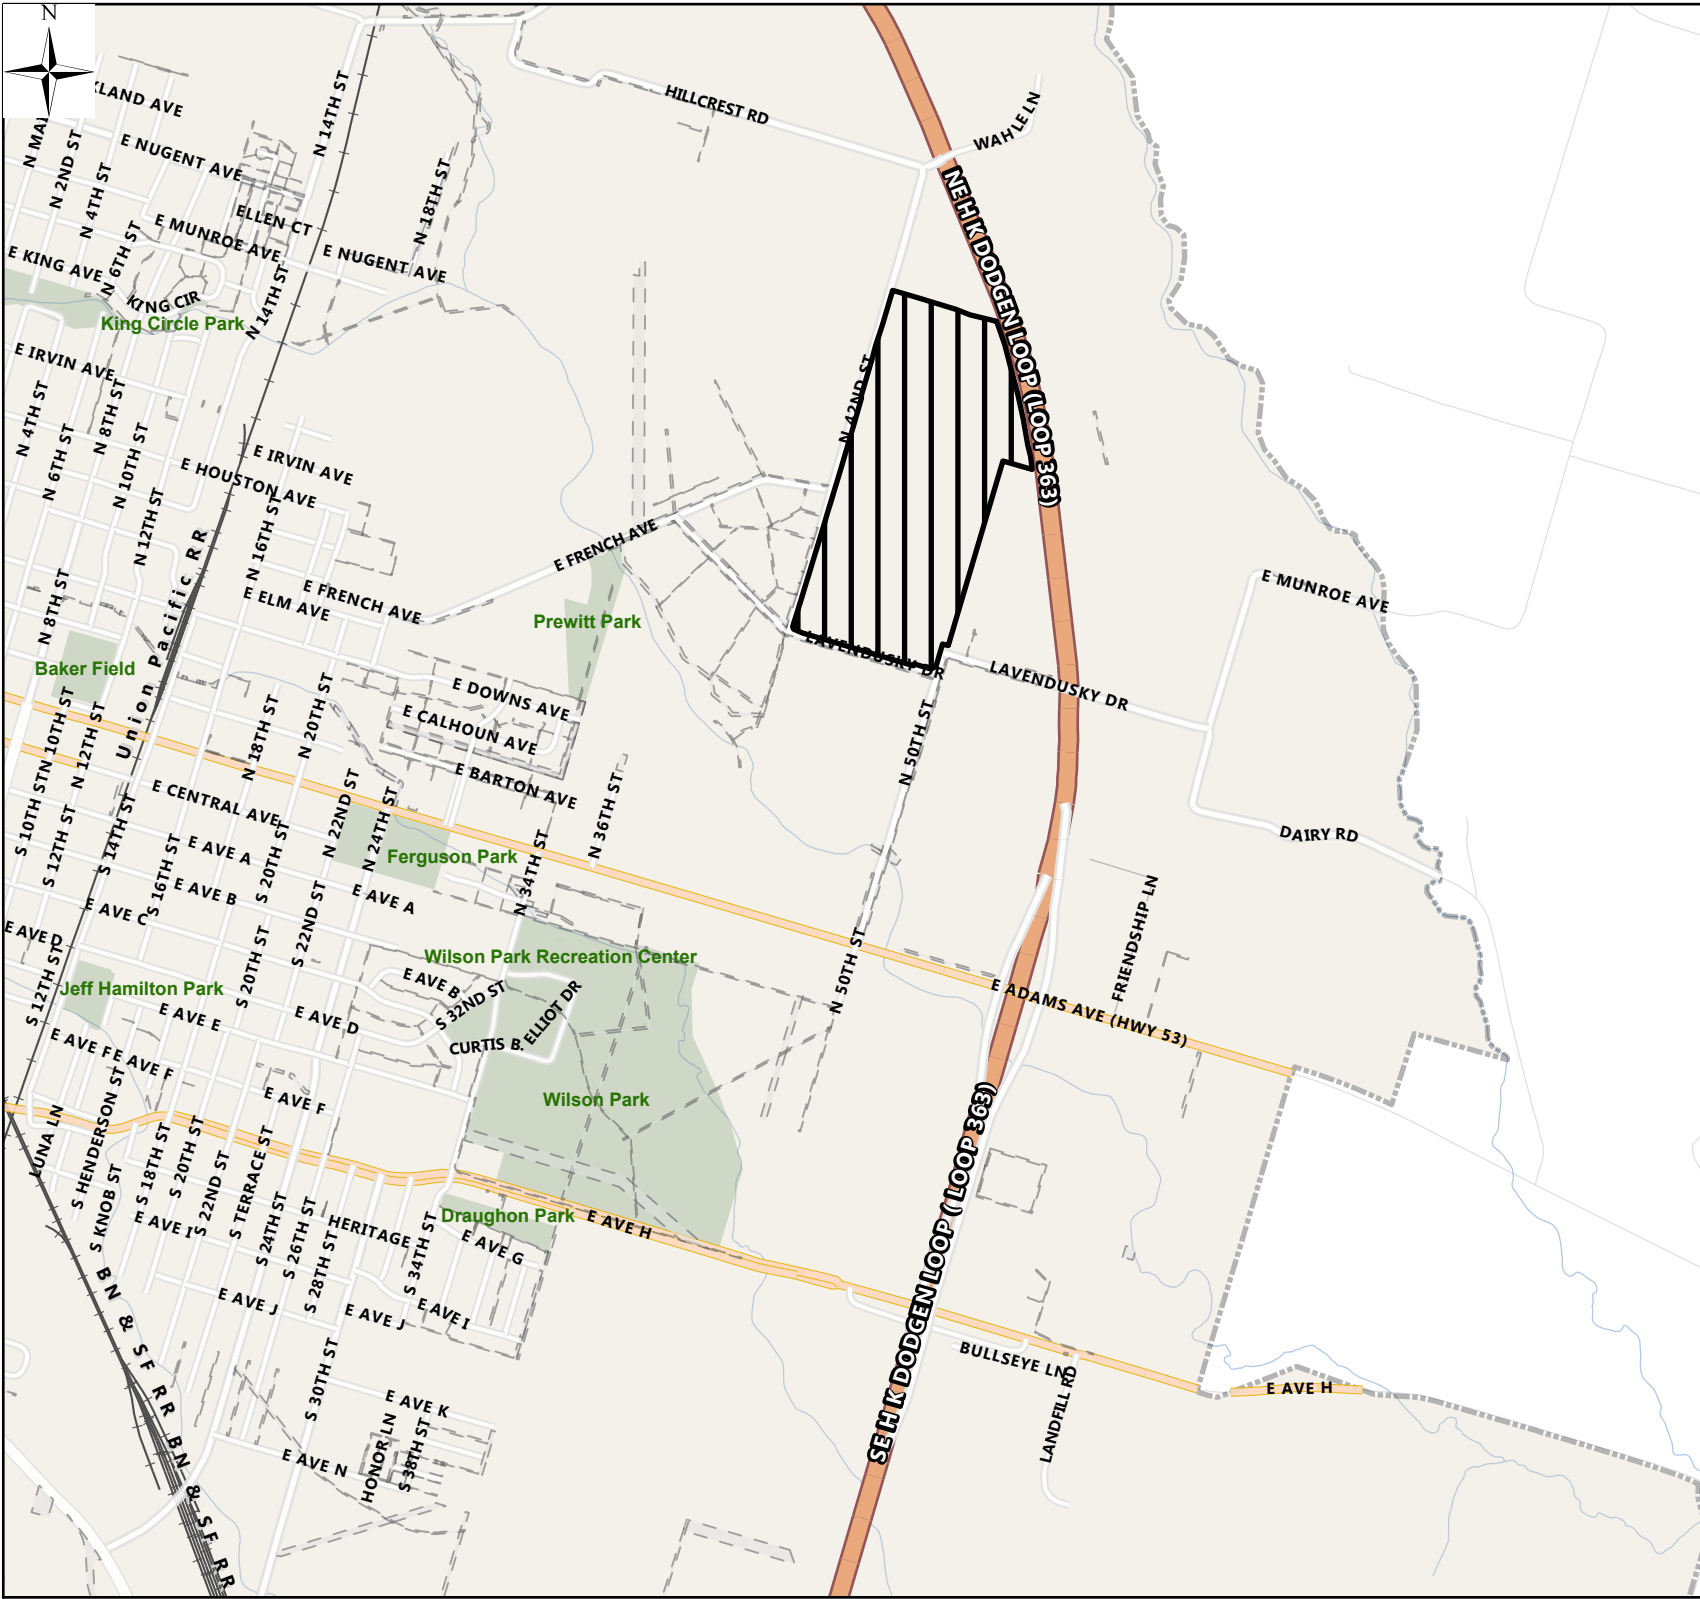 N
KLAND AVE
HILLCREST RD
WAHLE LN
N 14TH ST
N MAI
N 2ND ST
N 4TH ST
E NUGENT AVE
N 18TH ST
ELLEN CT
E MUNROE AVE
E NUGENT AVE
N 6TH ST
E KING AVE
KING CIR
N 14TH ST
King Circle Park
NE H K DODGEN LOOP (LOOP 363)
E IRVIN AVE
N 42ND ST
N 4TH ST
N 8TH ST
N 6TH ST
N 10TH ST
E IRVIN AVE
E HOUSTON AVE
N 12TH ST
N 16TH ST
E FRENCH AVE
Union Pacific RR
E MUNROE AVE
N 8TH ST
E FRENCH AVE
E ELM AVE
Prewitt Park
LAVENDUSKY DR
LAVENDUSKY DR
Baker Field
E DOWNS AVE
E CALHOUN AVE
N 10TH ST
N 12TH ST
N 18TH ST
N 20TH ST
N 50TH ST
E BARTON AVE
E CENTRAL AVE
N 22ND ST
N 24TH ST
N 36TH ST
S 10TH ST
S 12TH ST
S 14TH ST
DAIRY RD
E AVE A
S 16TH ST
S 20TH ST
Ferguson Park
N 34TH ST
E AVE B
E AVE A
E AVE C
S 22ND ST
FRIENDSHIP LN
E AVE D
Wilson Park Recreation Center
N 50TH ST
S 12TH ST
Jeff Hamilton Park
S 20TH ST
E AVE B
S 32ND ST
CURTIS B. ELLIOT DR
E ADAMS AVE (HWY 53)
E AVE E
E AVE D
E AVE F
E AVE F
E AVE F
Wilson Park
LUNA LN
S HENDERSON ST
S KNOB ST
S 18TH ST
S 20TH ST
S 22ND ST
S TERRACE ST
S 24TH ST
S 26TH ST
S 28TH ST
E AVE I
HERITAGE
S 34TH ST
Draughon Park
E AVE G
E AVE H
SE H K DODGEN LOOP ( LOOP 363)
E AVE J
E AVE J
E AVE I
BN & SF RR
S 30TH ST
BULLSEYE LN
LANDFILL RD
E AVE H
E AVE K
HONOR LN
S 38TH ST
E AVE N
BN & SF RR